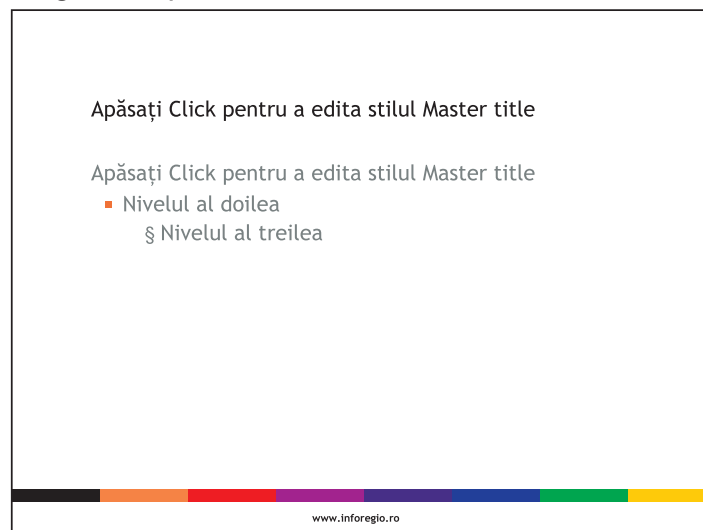 Apăsați Click pentru a edita stilul Master title
Apăsați Click pentru a edita stilul Master title
▪ Nivelul al doilea
§ Nivelul al treilea
www.inforegio.ro